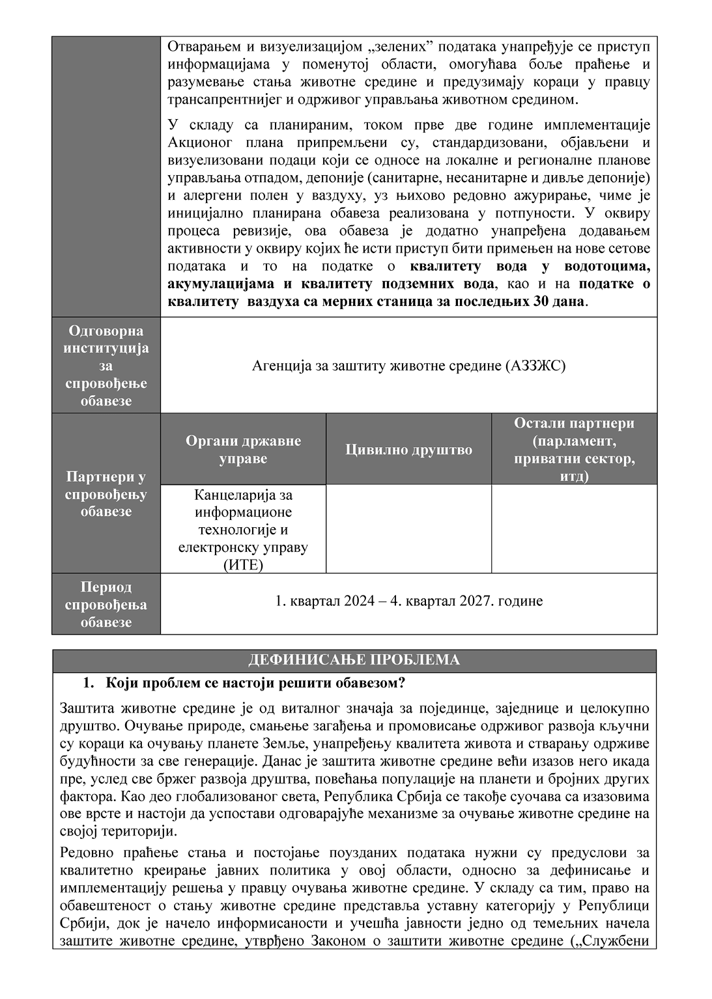 Отварањем и визуелизацијом „зелених” података унапређује се приступ
информацијама у поменутој области, омогућава боље праћење и
разумевање стања животне средине и предузимају кораци у правцу
трансапрентнијег и одрживог управљања животном средином.
У складу са планираним, током прве две године имплементације
Акционог плана припремљени су, стандардизовани, објављени и
визуелизовани подаци који се односе на локалне и регионалне планове
управљања отпадом, депоније (санитарне, несанитарне и дивље депоније)
и алергени полен у ваздуху, уз њихово редовно ажурирање, чиме је
иницијално планирана обавеза реализована у потпуности. У оквиру
процеса ревизије, ова обавеза је додатно унапређена додавањем
активности у оквиру којих ће исти приступ бити примењен на нове сетове
података и то на податке о квалитету вода у водотоцима,
акумулацијама и квалитету подземних вода, као и на податке о
квалитету ваздуха са мерних станица за последњих 30 дана.
Одговорна
институција
за
спровођење
обавезе
Агенција за заштиту животне средине (АЗЗЖС)
Партнери у
спровођењу
обавезе
Органи државне
управе
Цивилно друштво
Остали партнери
(парламент,
приватни сектор,
итд)
Канцеларија за
информационе
технологије и
електронску управу
(ИТЕ)
Период
спровођења
обавезе
1. квартал 2024 – 4. квартал 2027. године
ДЕФИНИСАЊЕ ПРОБЛЕМА
1. Који проблем се настоји решити обавезом?
Заштита животне средине је од виталног значаја за појединце, заједнице и целокупно
друштво. Очување природе, смањење загађења и промовисање одрживог развоја кључни
су кораци ка очувању планете Земље, унапређењу квалитета живота и стварању одрживе
будућности за све генерације. Данас је заштита животне средине већи изазов него икада
пре, услед све бржег развоја друштва, повећања популације на планети и бројних других
фактора. Као део глобализованог света, Република Србија се такође суочава са изазовима
ове врсте и настоји да успостави одговарајуће механизме за очување животне средине на
својој територији.
Редовно праћење стања и постојање поузданих података нужни су предуслови за
квалитетно креирање јавних политика у овој области, односно за дефинисање и
имплементацију решења у правцу очувања животне средине. У складу са тим, право на
обавештеност о стању животне средине представља уставну категорију у Републици
Србији, док је начело информисаности и учешћа јавности једно од темељних начела
заштите животне средине, утврђено Законом о заштити животне средине („Службени